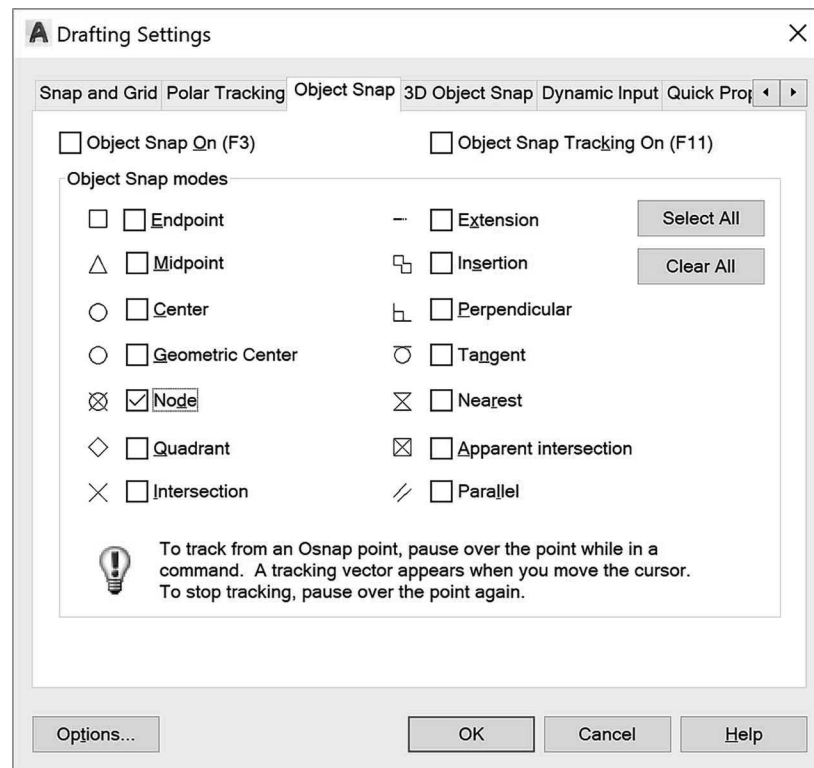 Drafting Settings
Snap and Grid Polar Tracking Object Snap 3D Object Snap Dynamic Input Quick Prop
Object Snap On (F3) Object Snap Tracking On (F11)
Object Snap modes
Endpoint Extension Select All
Midpoint Insertion Clear All
Center Perpendicular
Geometric Center Tangent
Node Nearest
Quadrant Apparent intersection
Intersection Parallel
To track from an Osnap point, pause over the point while in a
command. A tracking vector appears when you move the cursor.
To stop tracking, pause over the point again.
Options... OK Cancel Help